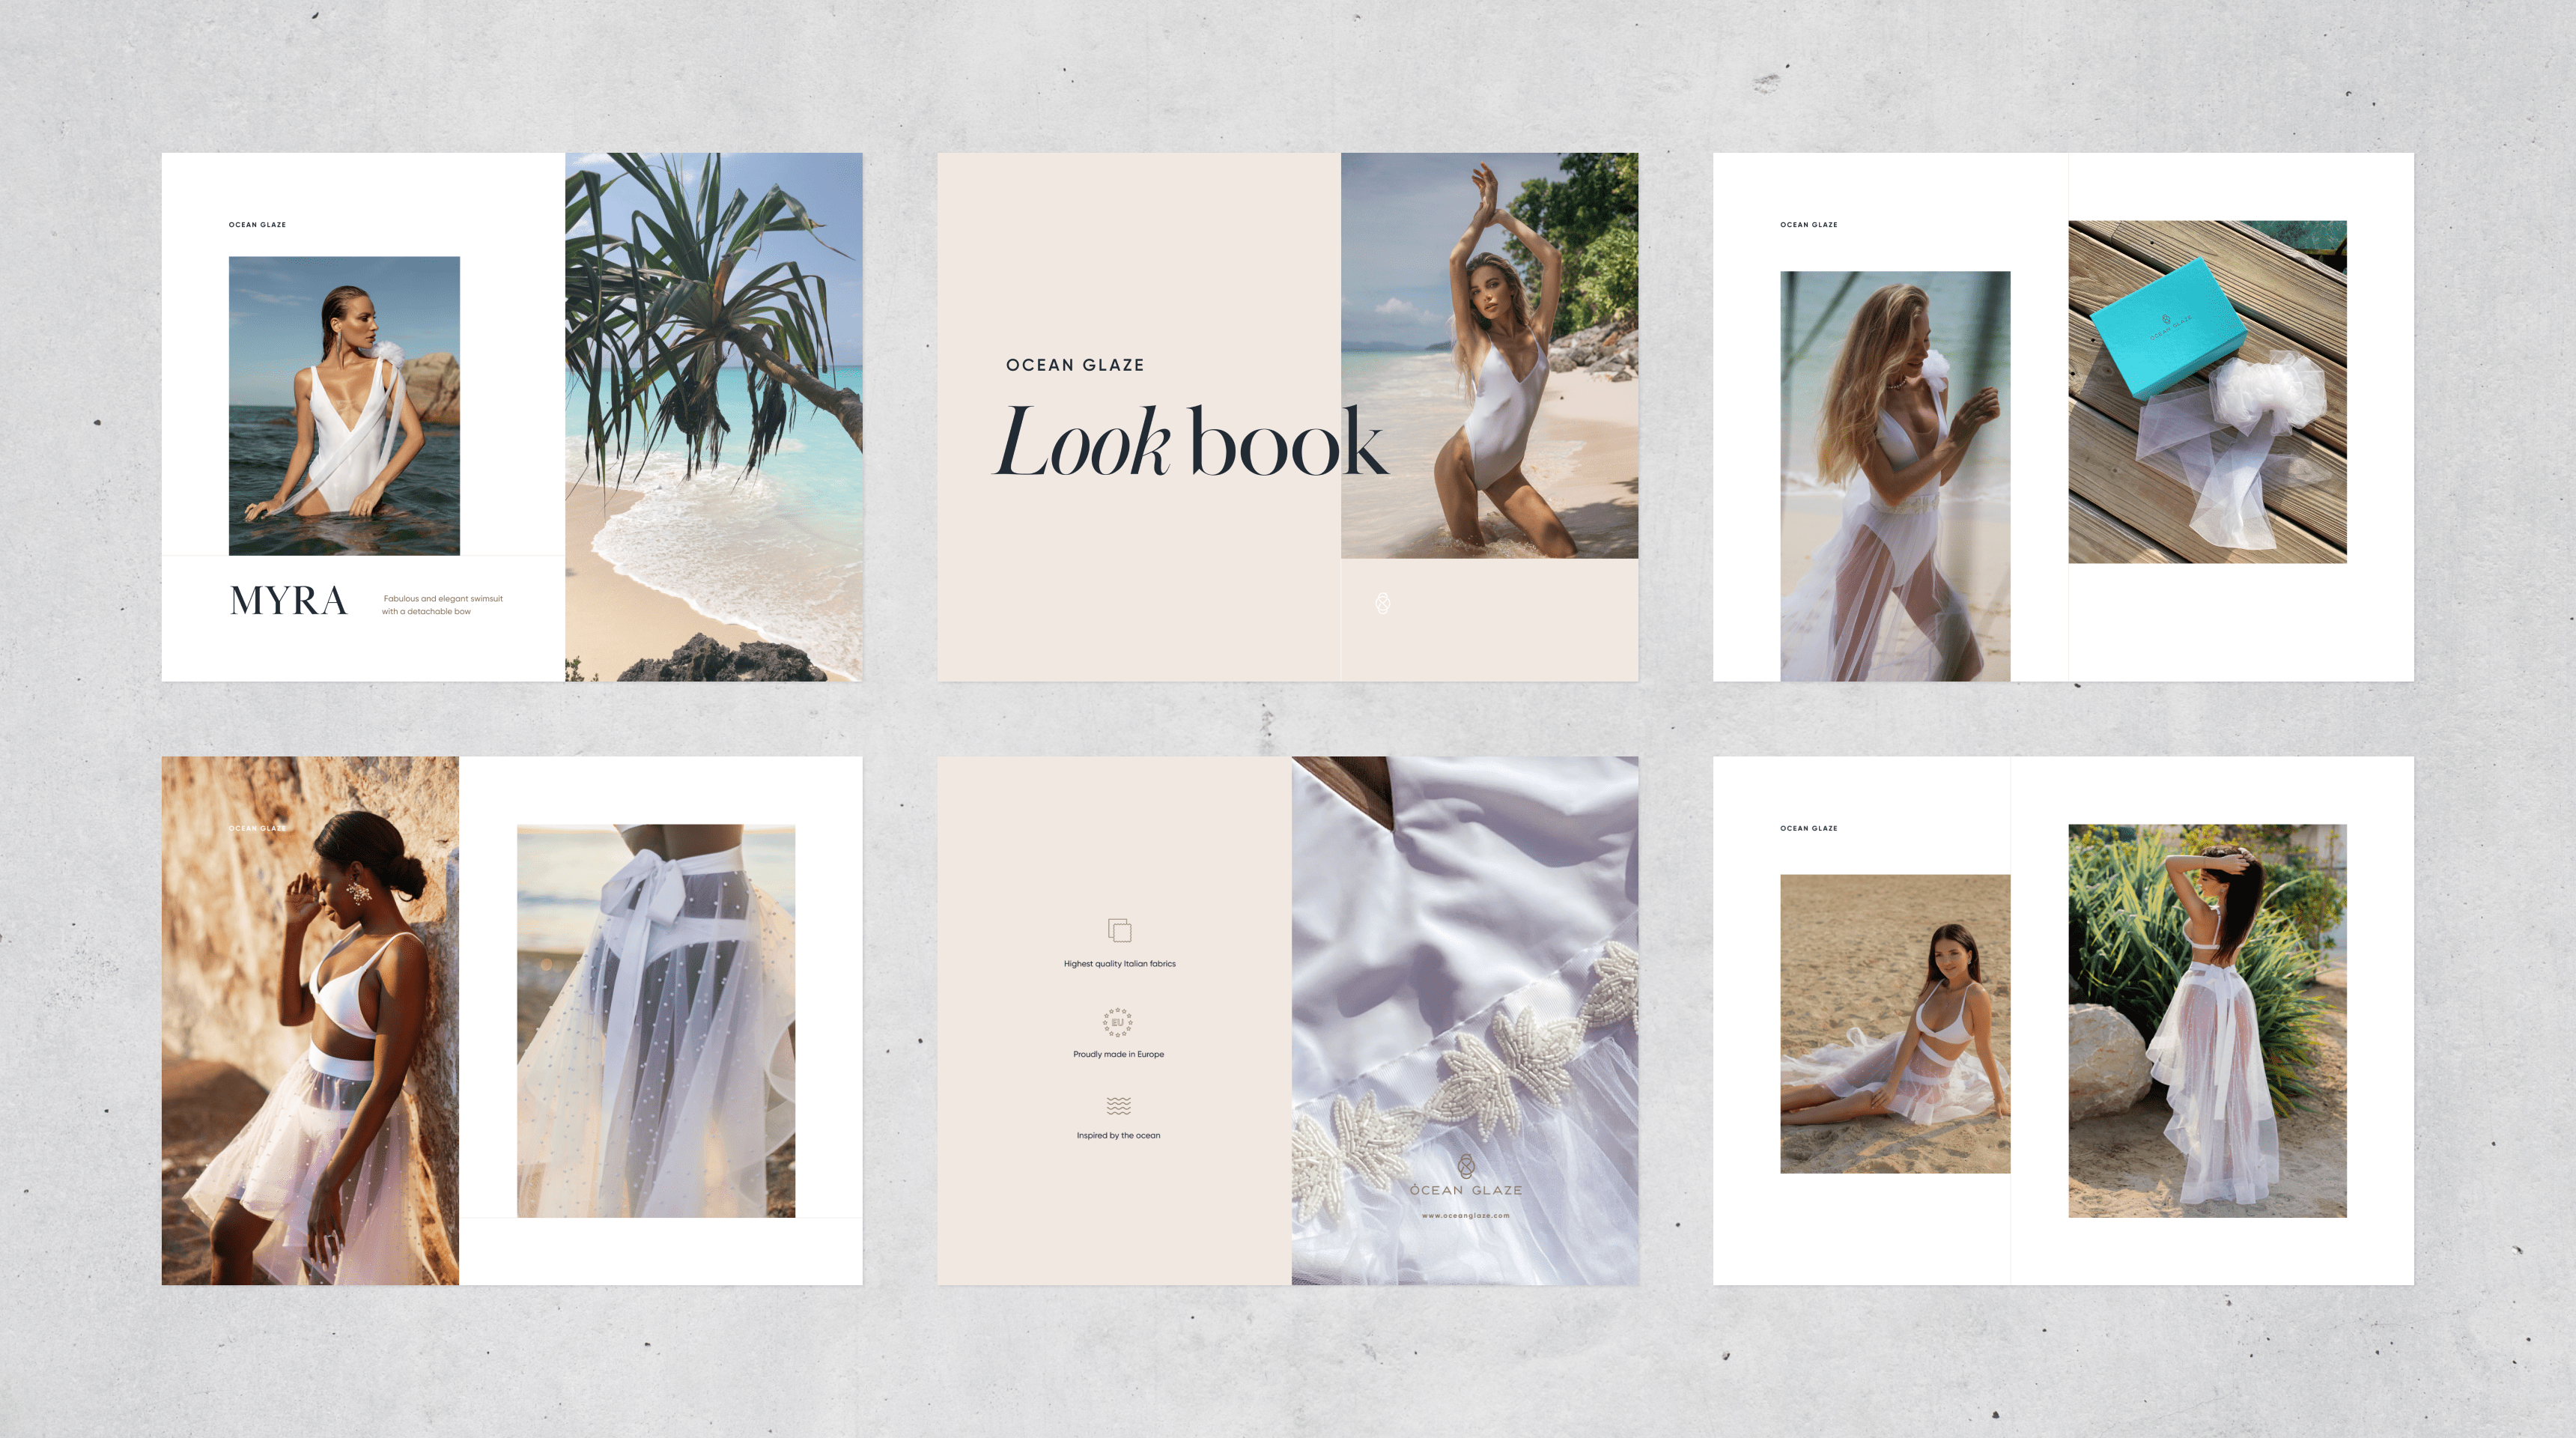 OCEAN GLAZE
MYRA
Fabulous and elegant swimsuit
with a detachable bow
OCEAN GLAZE
Look book
OCEAN GLAZE
OCEAN GLAZE
OCEAN GLAZE
Highest quality Italian fabrics
EU
Proudly made in Europe
Inspired by the ocean
ÓCEAN GLAZE
www.oceanglaze.com
OCEAN GLAZE